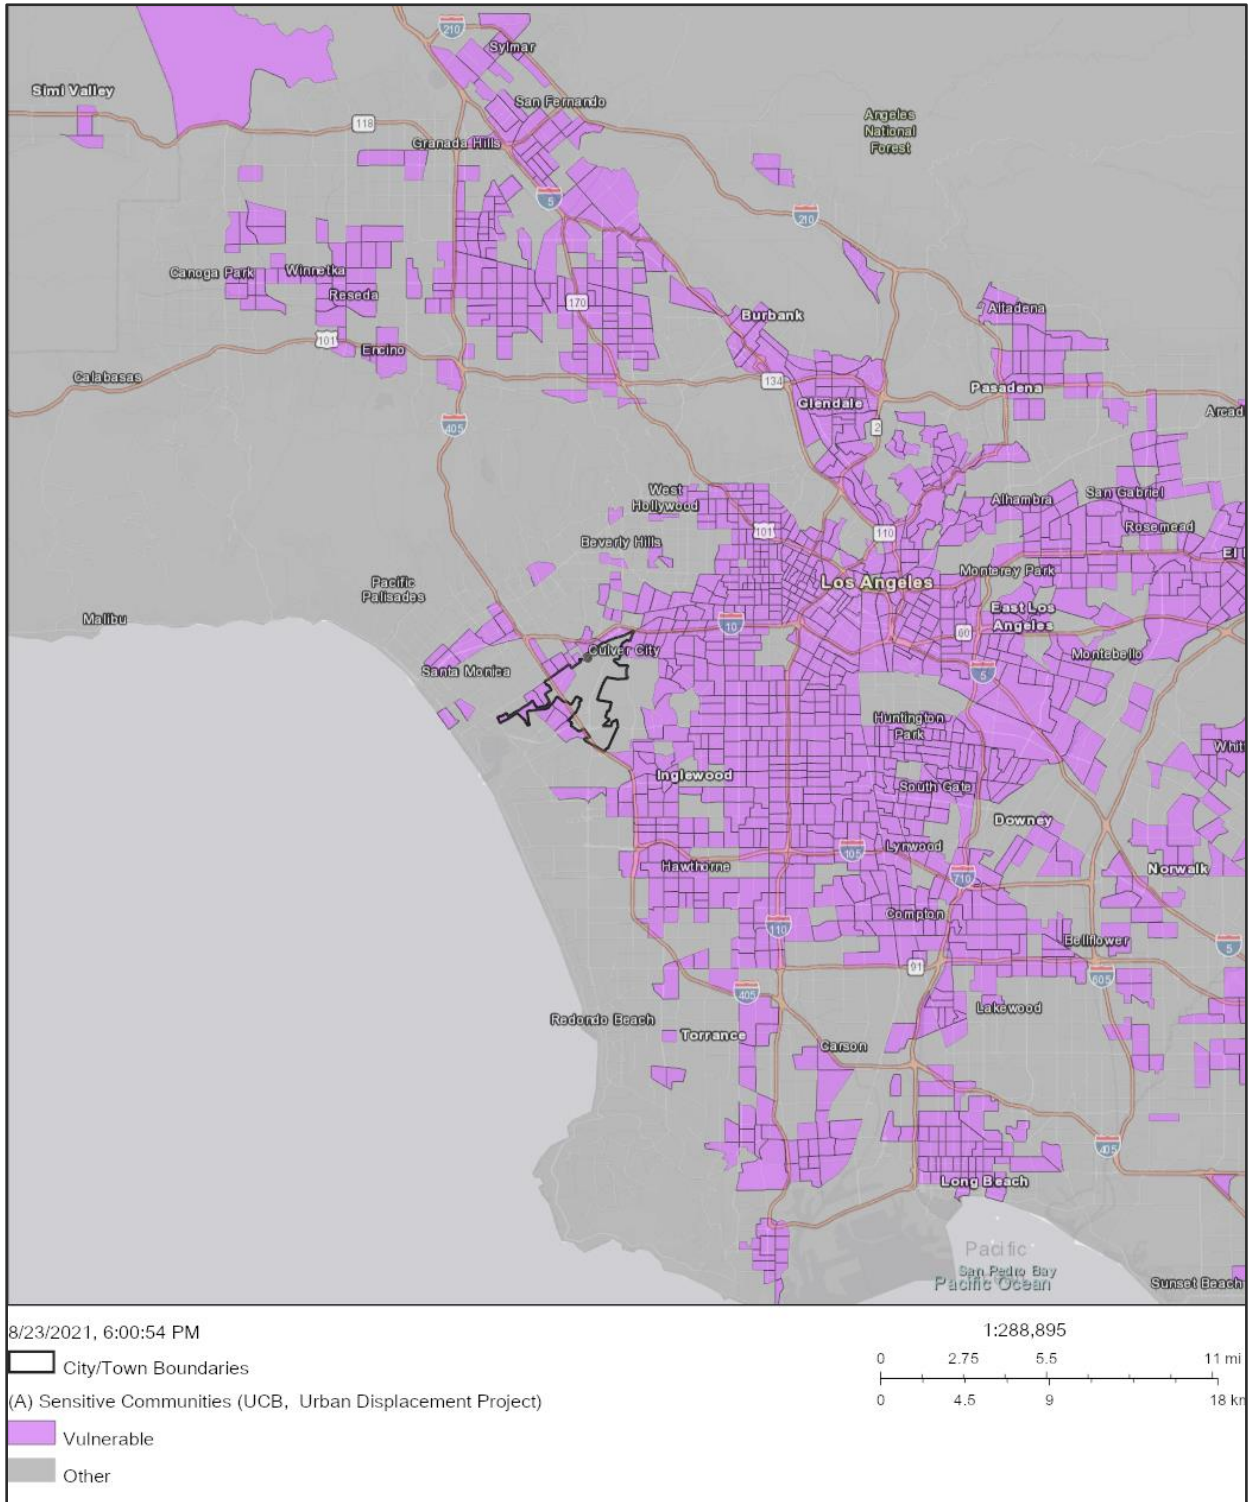 210
Sylmar
Simi Valley
San Fernando
118
Angeles
National
Forest
Granada Hills
5
210
Canoga Park
Winnetka
Reseda
170
Altadena
Burbank
101
Encino
Calabasas
134
Pasadena
Glendale
Arcad
405
2
West
Hollywood
Alhambra
San Gabriel
Rosemead
101
110
Beverly Hills
El
Monterey Park
Pacific
Palisades
Los Angeles
East Los
Angeles
Malibu
10
60
Culver City
Montebello
Santa Monica
5
Huntington
Park
Whit
Inglewood
South Gate
Downey
105
Lynwood
Hawthorne
710
Norwalk
Compton
110
Bellflower
5
91
605
405
Lakewood
Redondo Beach
Torrance
Carson
405
Long Beach
Pacific
San Pedro Bay
Pacific Ocean
Sunset Beach
8/23/2021, 6:00:54 PM
1:288,895
0 2.75 5.5 11 mi
City/Town Boundaries
0 4.5 9 18 km
(A) Sensitive Communities (UCB, Urban Displacement Project)
Vulnerable
Other